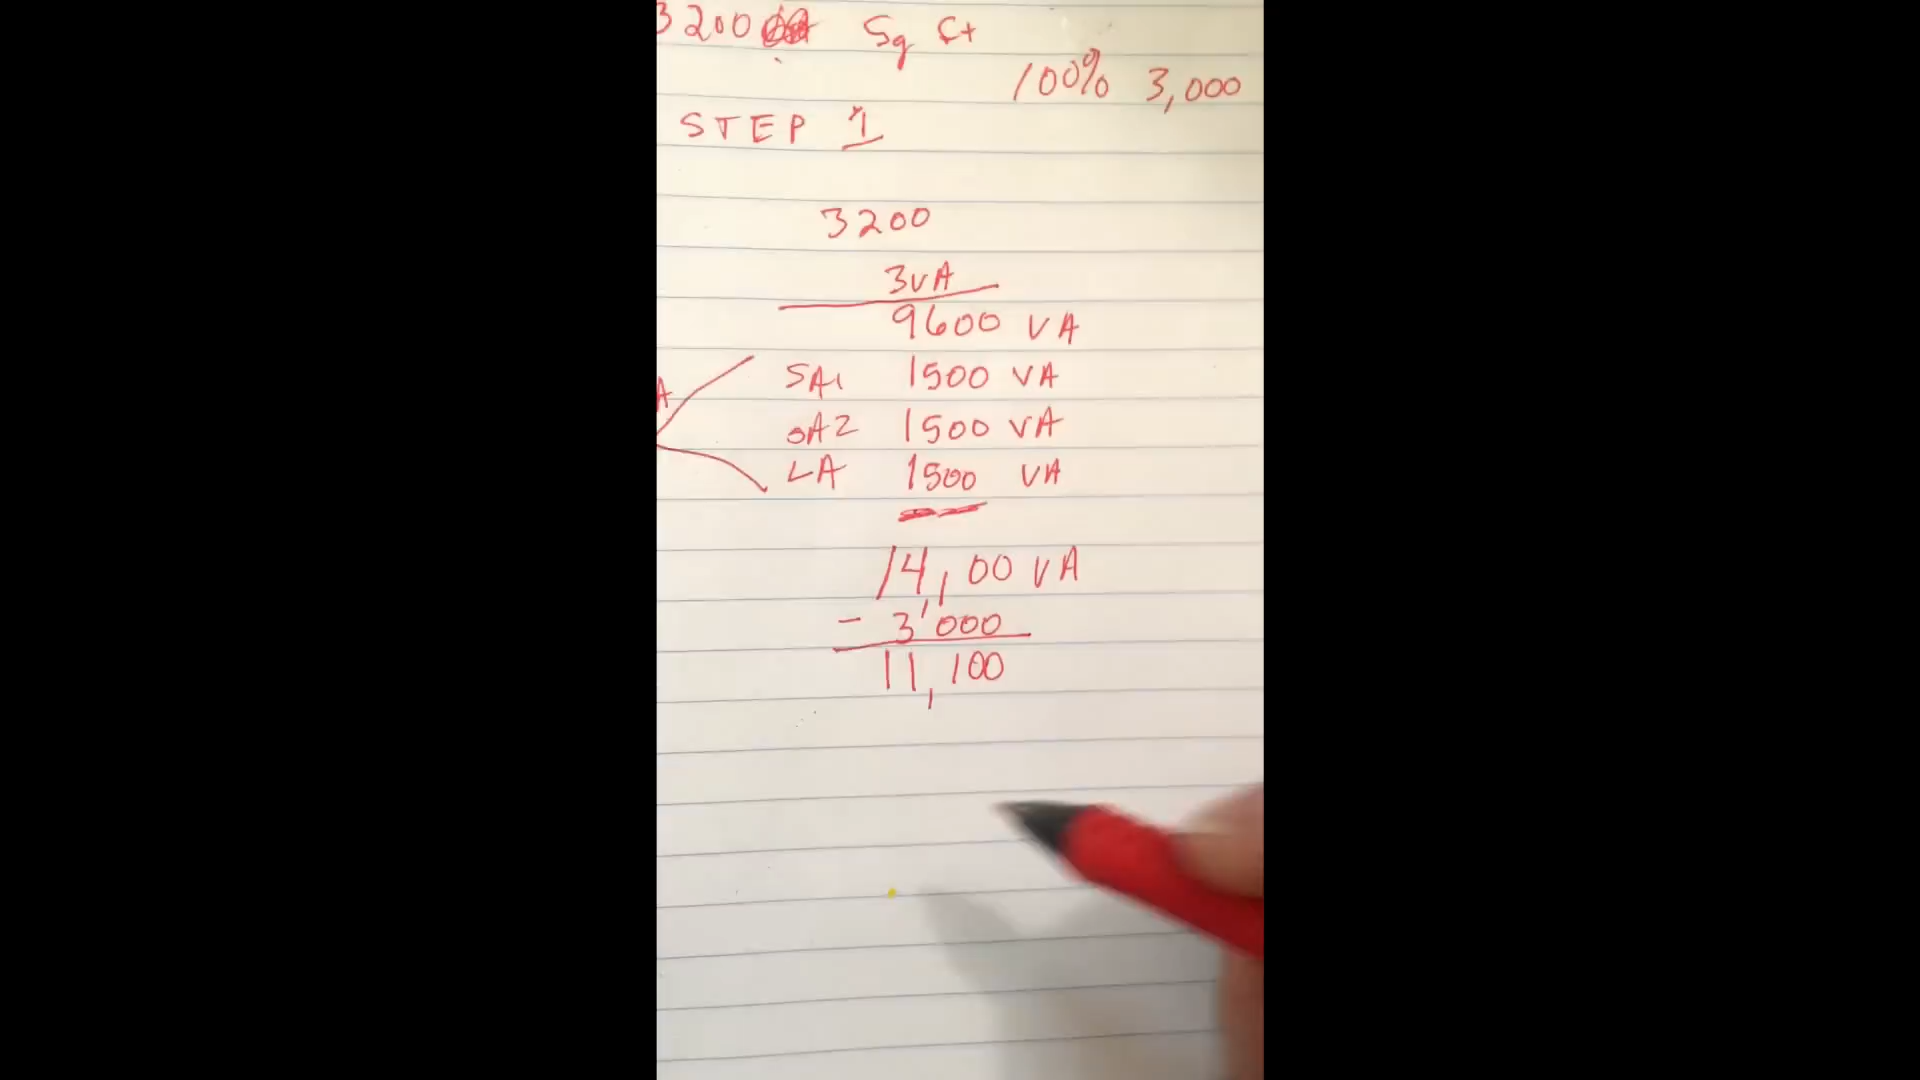 3200 Sq Ft
100% 3,000
STEP 1
3200
3VA
9600 VA
SA1 1500 VA
A
SA2 1500 VA
LA 1500 VA
14,100 VA
- 3,000
11,100